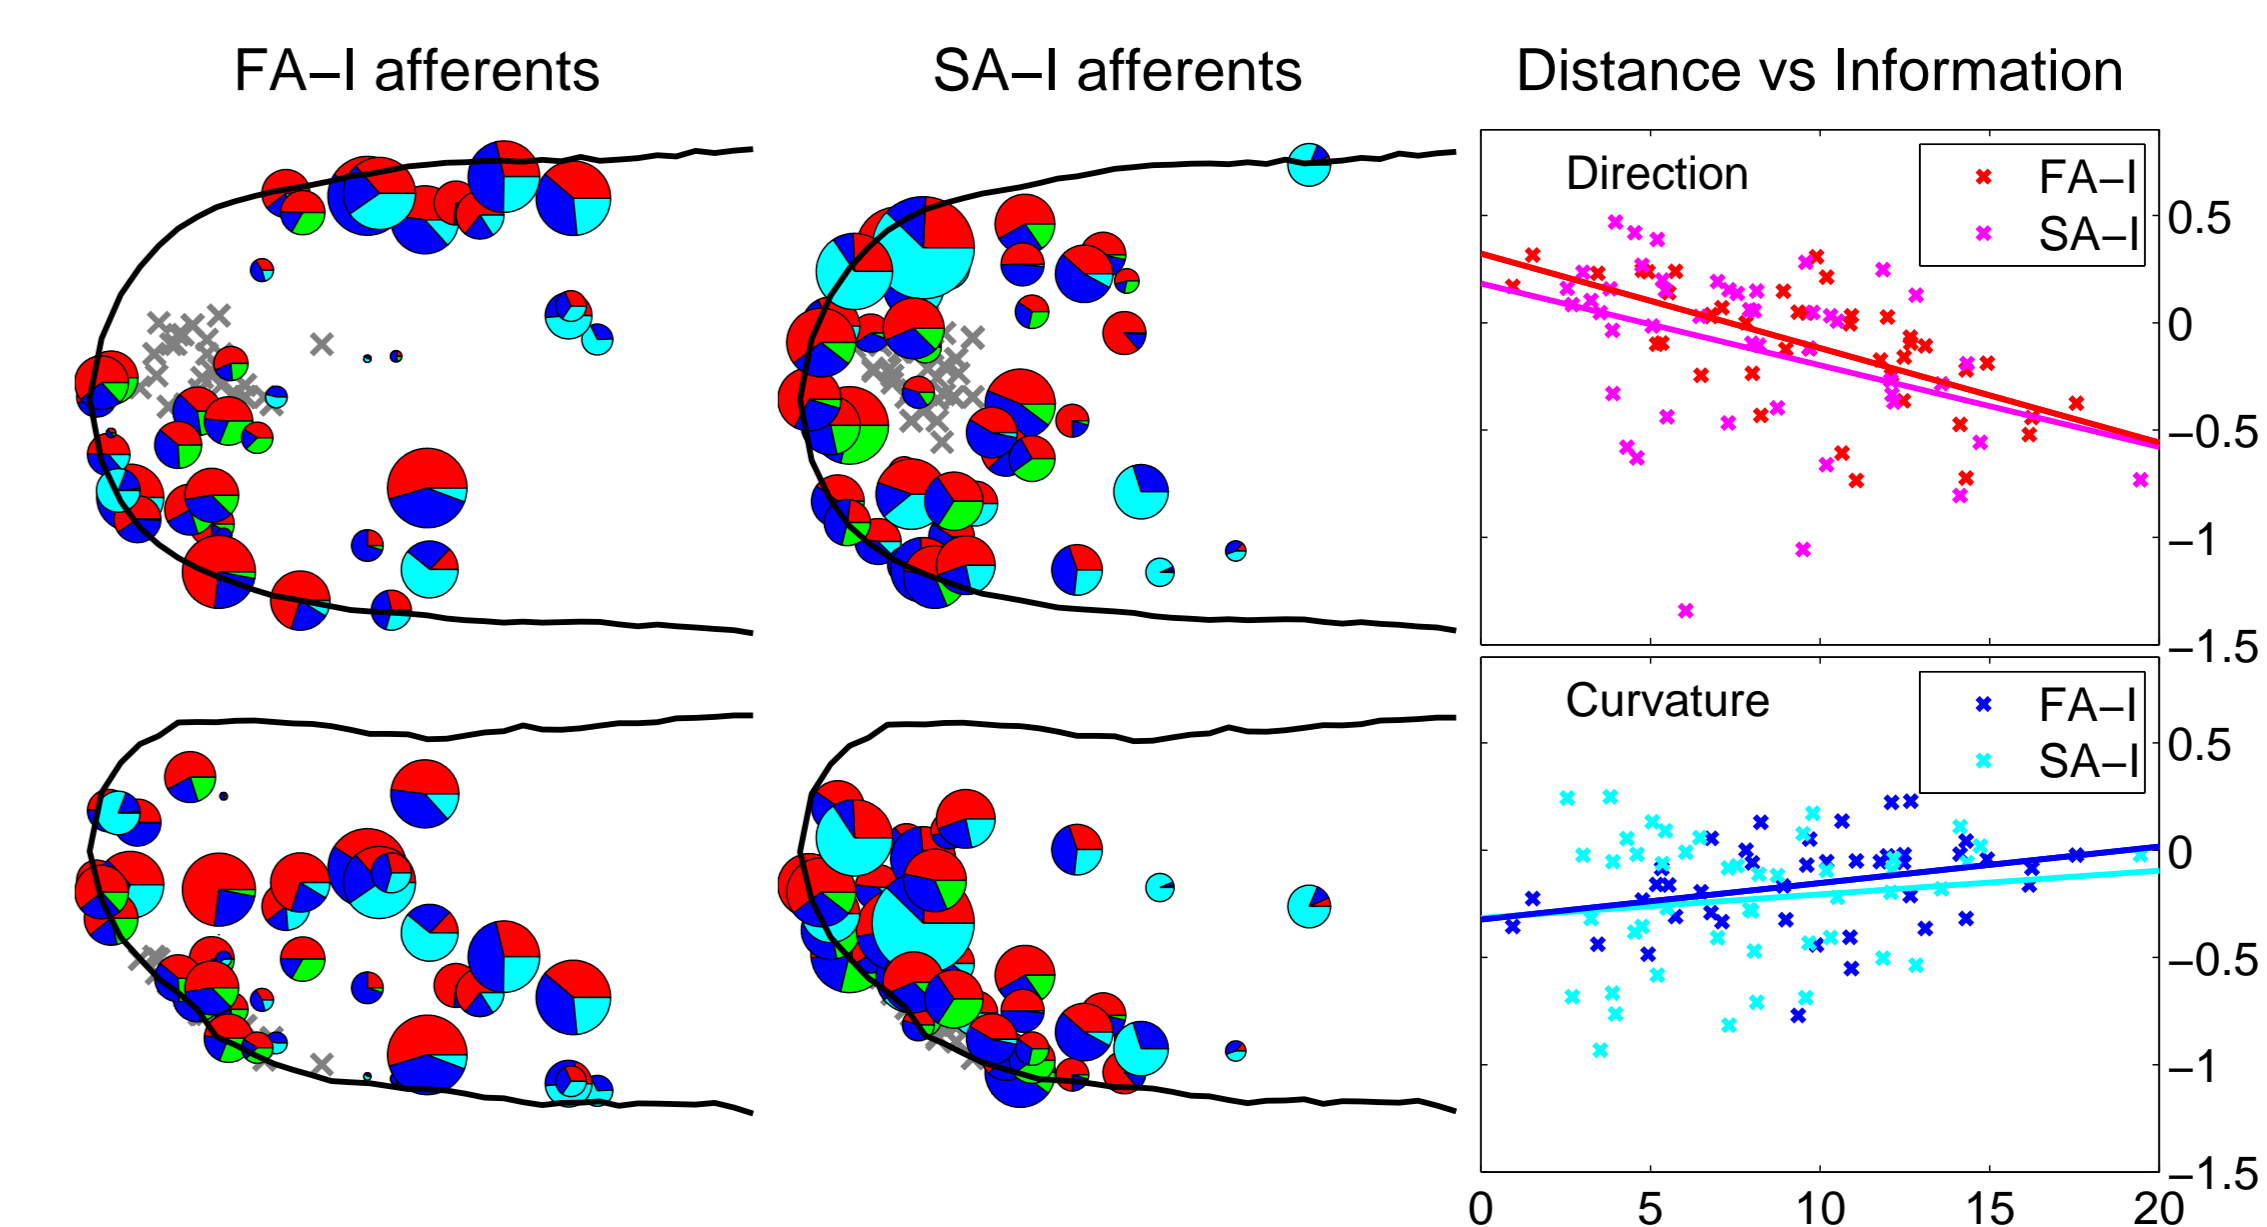 FA−I afferents
SA−I afferents
Distance vs Information
Direction
FA−I
SA−I
0.5
0
−0.5
−1
−1.5
Curvature
FA−I
SA−I
0.5
0
−0.5
−1
−1.5
0 5 10 15 20